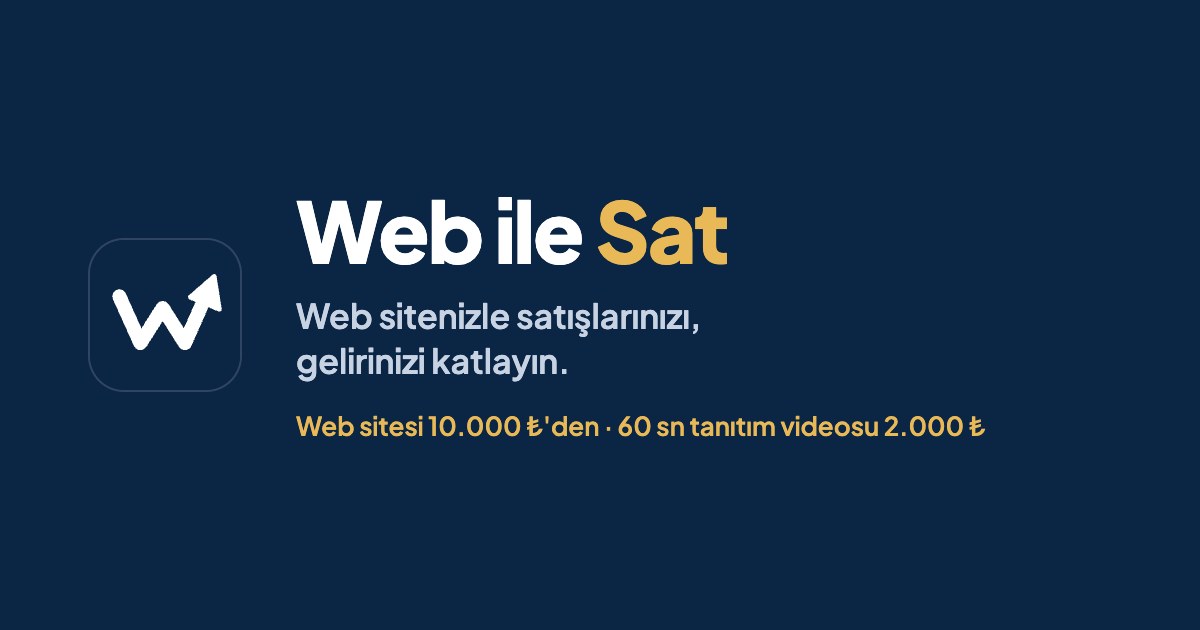 Web ile Sat
Web sitenizle satışlarınızı,
gelirinizi katlayın.
Web sitesi 10.000 ₺'den · 60 sn tanıtım videosu 2.000 ₺